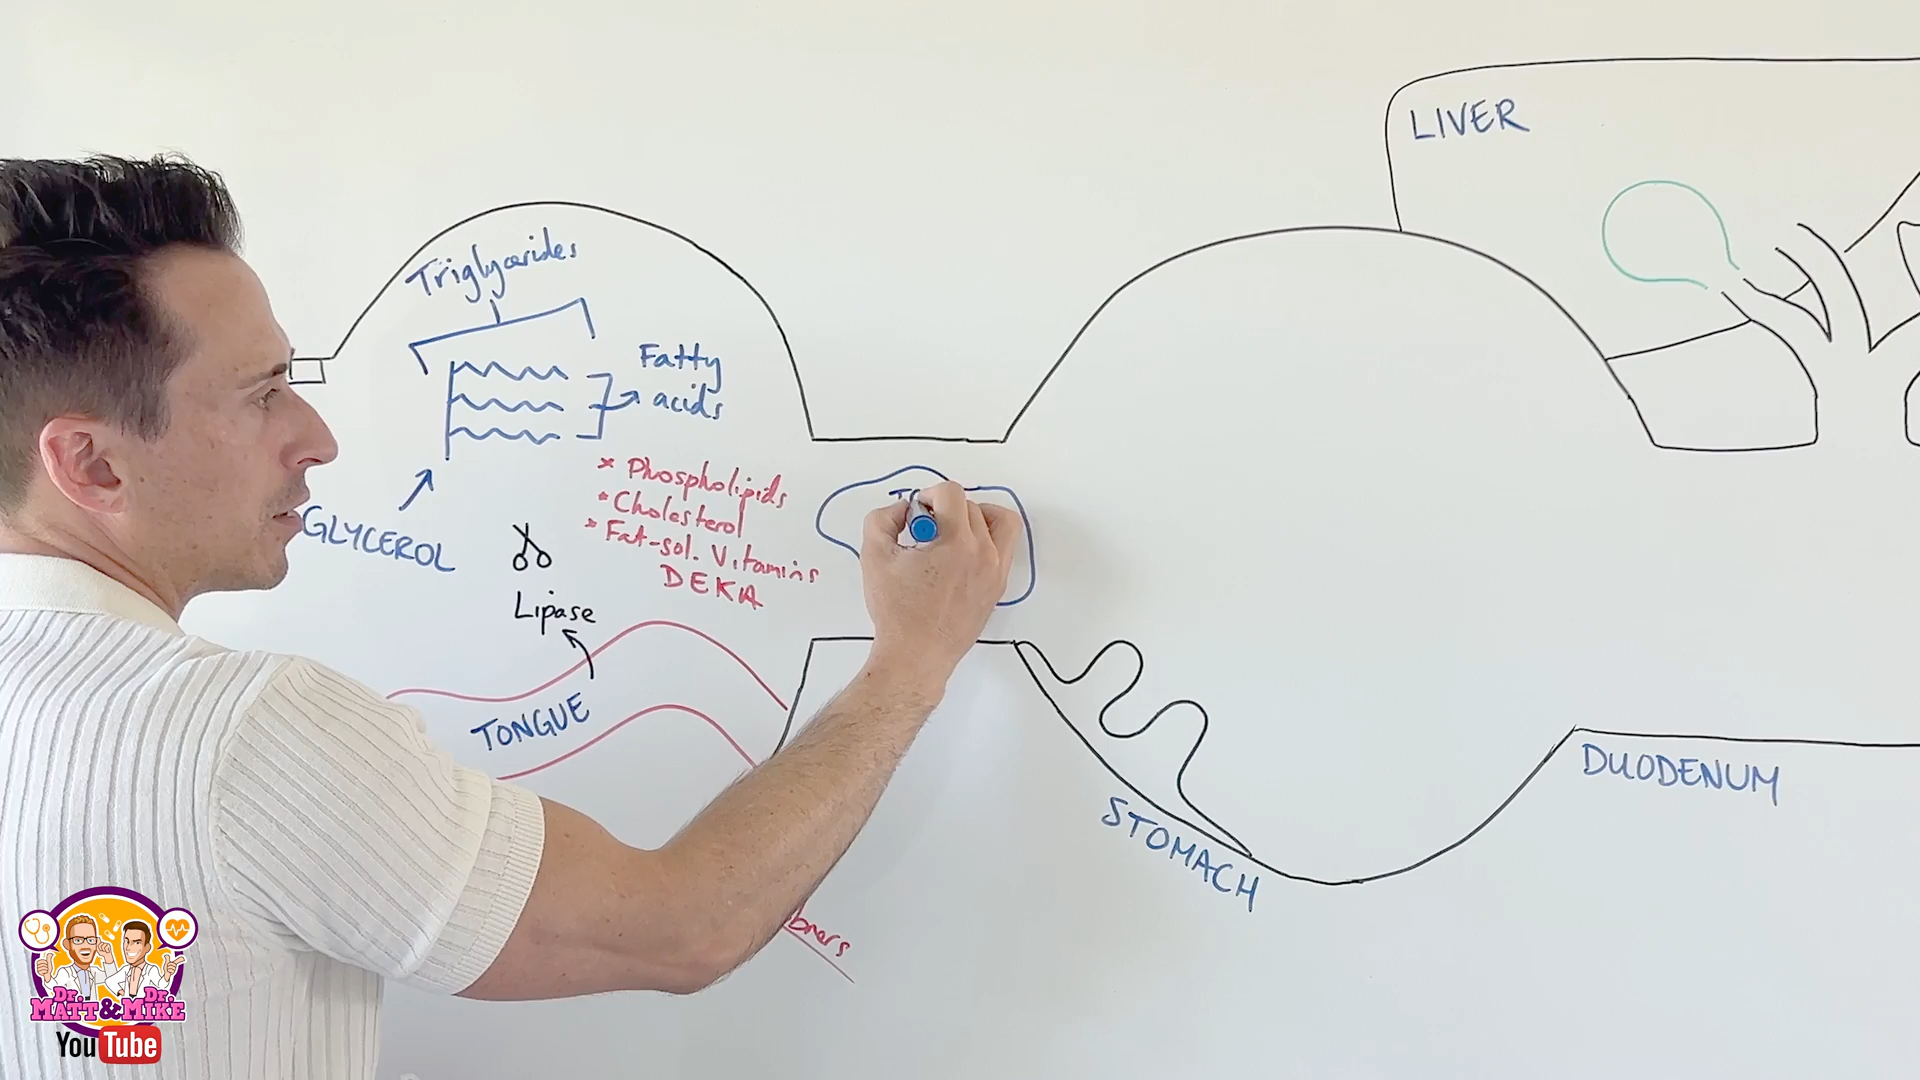 LIVER
Triglycerides
Fatty
acids
* Phospholipids
* Cholesterol
* Fat-sol. Vitamins
DEKA
GLYCEROL
Lipase
TONGUE
STOMACH
DUODENUM
Dr. Dr.
MATT & MIKE
YouTube